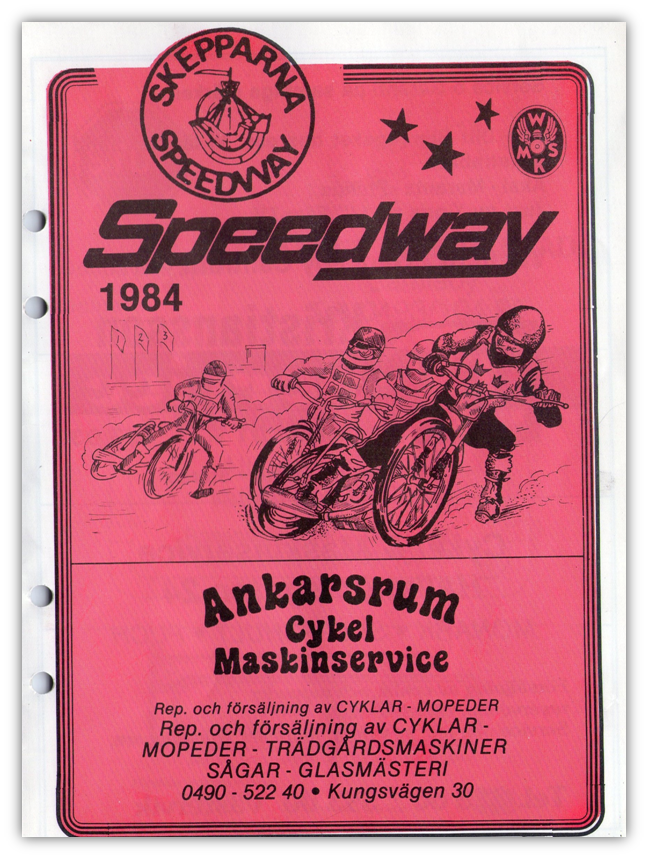 SKEPPARNA
SPEEDWAY
W
M S
K
Speedway
1984
1 2 3
Ankarsrum
Cykel
Maskinservice
Rep. och försäljning av CYKLAR - MOPEDER
Rep. och försäljning av CYKLAR -
MOPEDER - TRÄDGÅRDSMASKINER
SÅGAR - GLASMÄSTERI
0490 - 522 40 • Kungsvägen 30